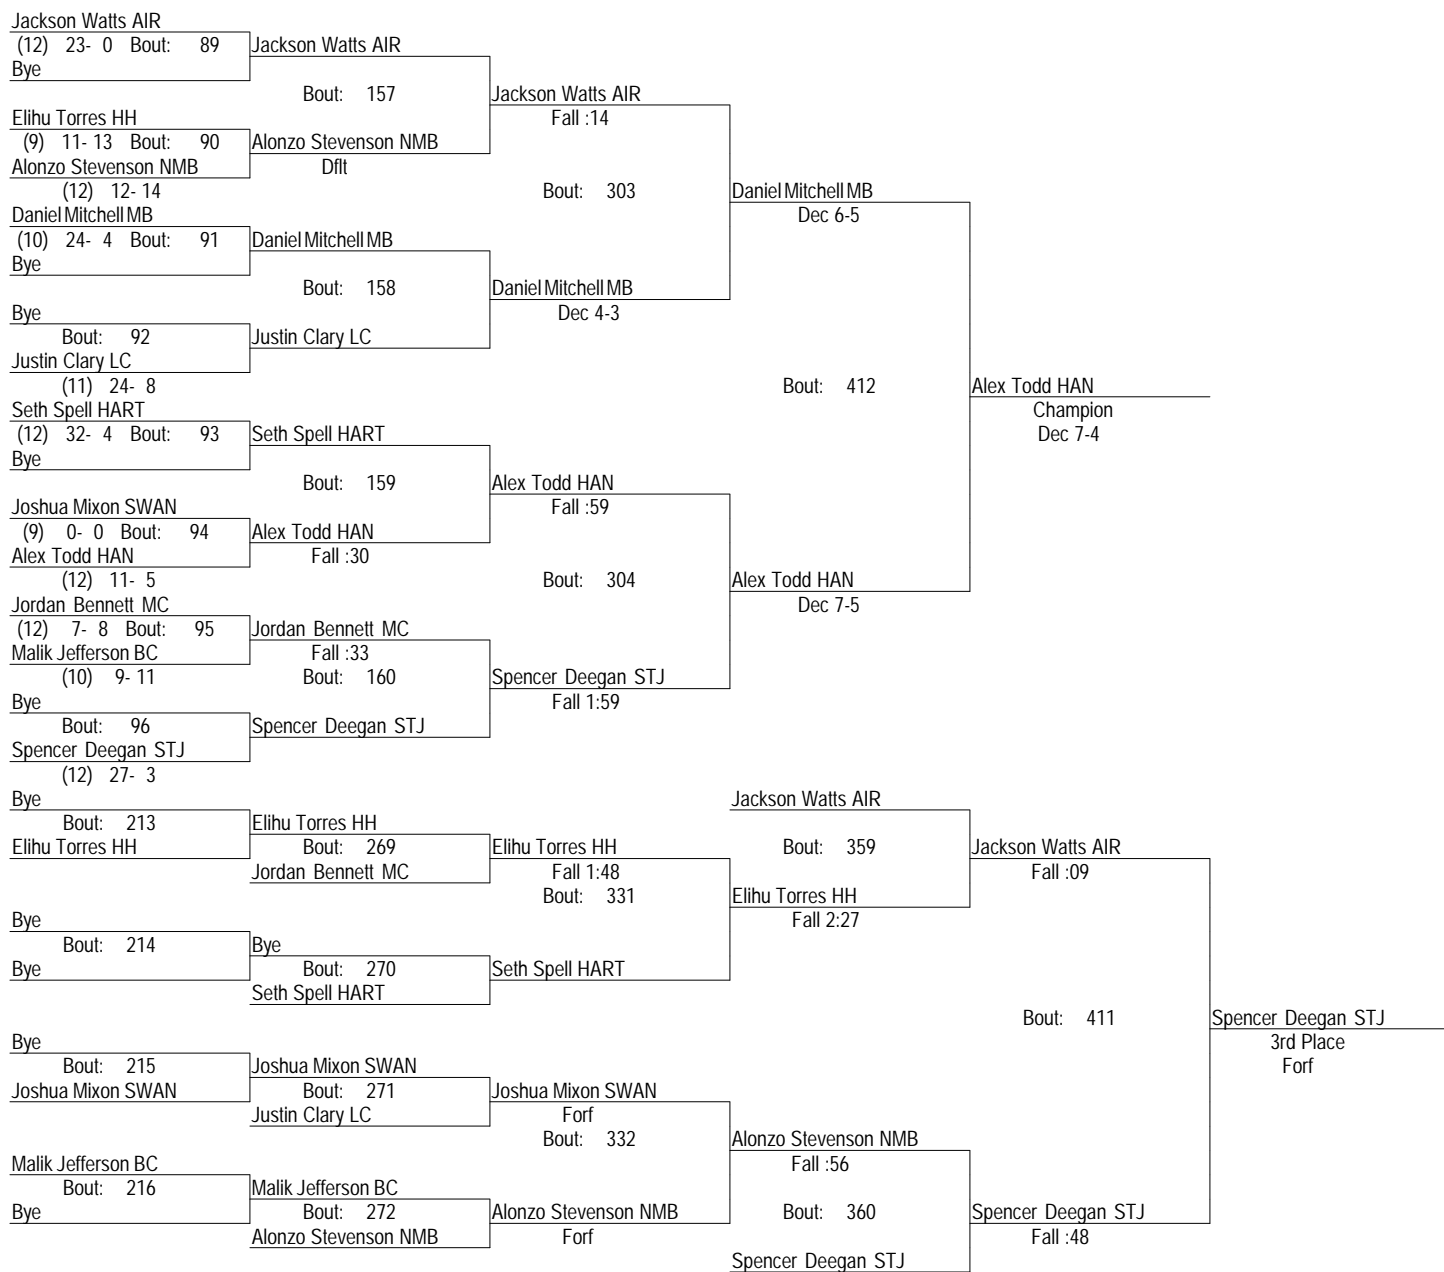 Jackson Watts AIR
(12) 23- 0 Bout: 89 Jackson Watts AIR
Bye
Bout: 157 Jackson Watts AIR
Elihu Torres HH Fall :14
(9) 11- 13 Bout: 90 Alonzo Stevenson NMB
Alonzo Stevenson NMB Dflt
(12) 12- 14 Bout: 303 Daniel Mitchell MB
Daniel Mitchell MB Dec 6-5
(10) 24- 4 Bout: 91 Daniel Mitchell MB
Bye
Bout: 158 Daniel Mitchell MB
Bye Dec 4-3
Bout: 92 Justin Clary LC
Justin Clary LC
(11) 24- 8 Bout: 412 Alex Todd HAN
Seth Spell HART Champion
(12) 32- 4 Bout: 93 Seth Spell HART Dec 7-4
Bye
Bout: 159 Alex Todd HAN
Joshua Mixon SWAN Fall :59
(9) 0- 0 Bout: 94 Alex Todd HAN
Alex Todd HAN Fall :30
(12) 11- 5 Bout: 304 Alex Todd HAN
Jordan Bennett MC Dec 7-5
(12) 7- 8 Bout: 95 Jordan Bennett MC
Malik Jefferson BC Fall :33
(10) 9- 11 Bout: 160 Spencer Deegan STJ
Bye Fall 1:59
Bout: 96 Spencer Deegan STJ
Spencer Deegan STJ
(12) 27- 3
Bye Jackson Watts AIR
Bout: 213 Elihu Torres HH
Elihu Torres HH Bout: 269 Elihu Torres HH Bout: 359 Jackson Watts AIR
Jordan Bennett MC Fall 1:48 Fall :09
Bout: 331 Elihu Torres HH
Bye Fall 2:27
Bout: 214 Bye
Bye Bout: 270 Seth Spell HART
Seth Spell HART
Bout: 411 Spencer Deegan STJ
Bye 3rd Place
Bout: 215 Joshua Mixon SWAN Forf
Joshua Mixon SWAN Bout: 271 Joshua Mixon SWAN
Justin Clary LC Forf
Bout: 332 Alonzo Stevenson NMB
Malik Jefferson BC Fall :56
Bout: 216 Malik Jefferson BC
Bye Bout: 272 Alonzo Stevenson NMB Bout: 360 Spencer Deegan STJ
Alonzo Stevenson NMB Forf Fall :48
Spencer Deegan STJ